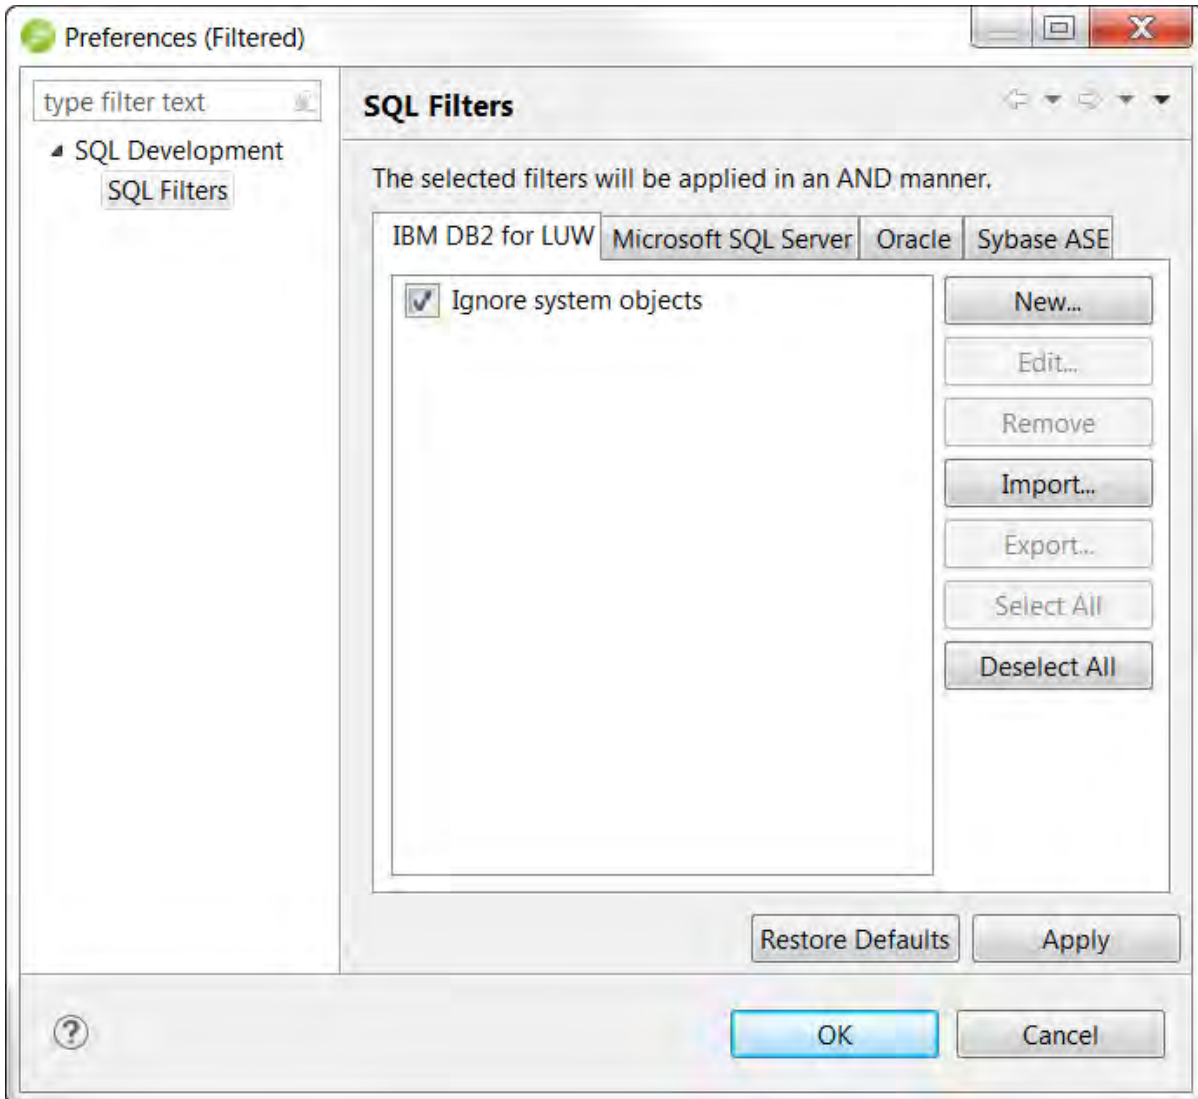 Preferences (Filtered)
type filter text
SQL Development
SQL Filters
SQL Filters
The selected filters will be applied in an AND manner.
IBM DB2 for LUW
Microsoft SQL Server
Oracle
Sybase ASE
Ignore system objects
New...
Edit...
Remove
Import...
Export...
Select All
Deselect All
Restore Defaults
Apply
OK
Cancel